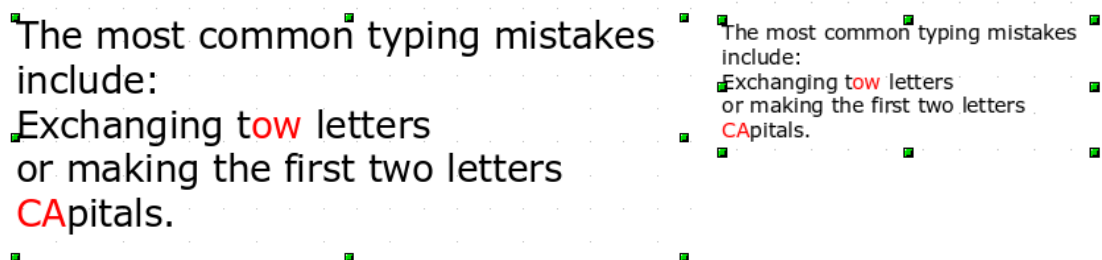 The most common typing mistakes
include:
Exchanging tow letters
or making the first two letters
CApitals.
The most common typing mistakes
include:
Exchanging tow letters
or making the first two letters
CApitals.